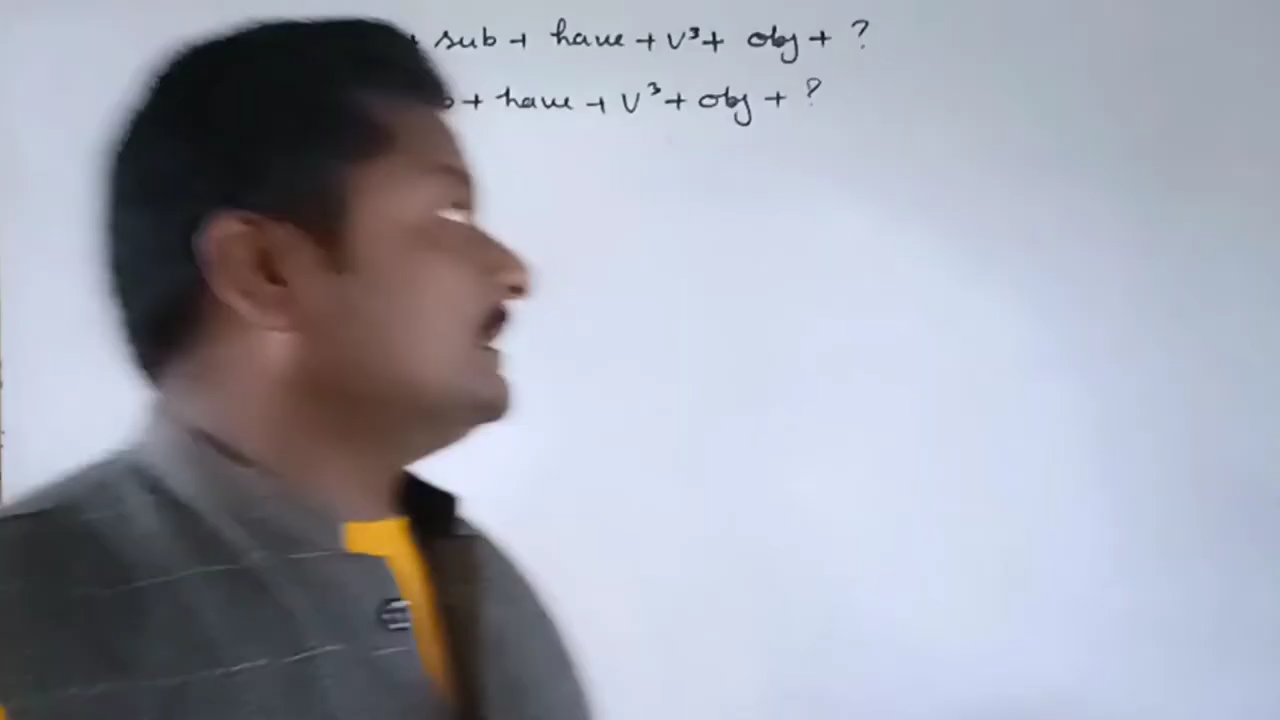 + sub + have + v³ + obj + ?
+ have + v³ + obj + ?